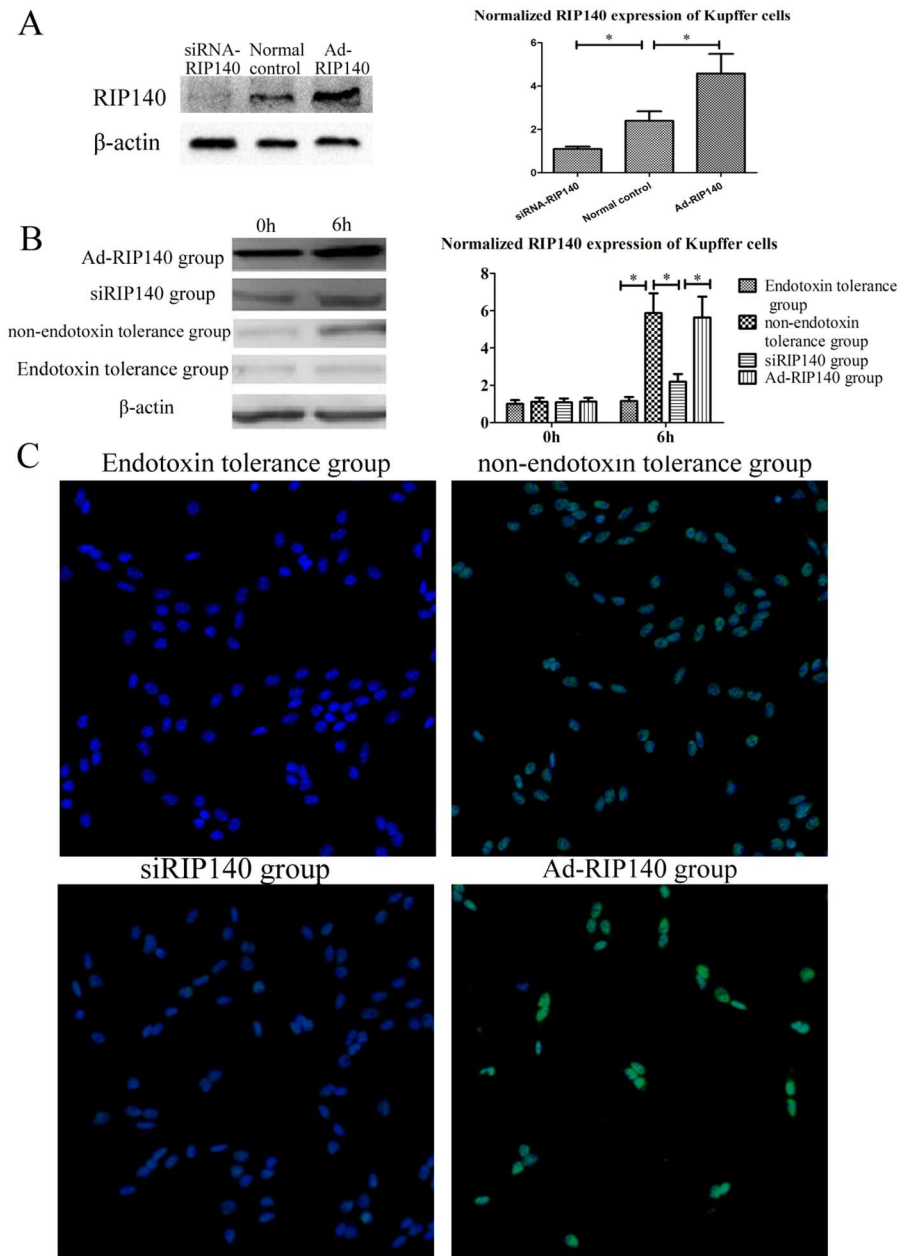 A
siRNA-
RIP140
Normal
control
Ad-
RIP140
RIP140
β-actin
Normalized RIP140 expression of Kupffer cells
*
*
6
4
2
0
siRNA-RIP140
Normal control
Ad-RIP140
B
0h
6h
Ad-RIP140 group
siRIP140 group
non-endotoxin tolerance group
Endotoxin tolerance group
β-actin
Normalized RIP140 expression of Kupffer cells
*
*
*
8
6
4
2
0
0h
6h
Endotoxin tolerance
group
non-endotoxin
tolerance group
siRIP140 group
Ad-RIP140 group
C
Endotoxin tolerance group
non-endotoxin tolerance group
siRIP140 group
Ad-RIP140 group